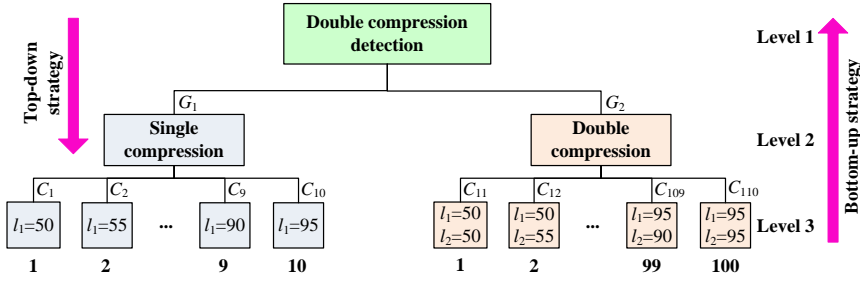 Double compression
detection
Level 1
Top-down
strategy
G₁
G₂
Single
compression
Double
compression
Level 2
Bottom-up strategy
C₁
C₂
C₉
C₁₀
C₁₁
C₁₂
C₁₀₉
C₁₁₀
l₁=50
l₁=55
...
l₁=90
l₁=95
l₁=50
l₂=50
l₁=50
l₂=55
...
l₁=95
l₂=90
l₁=95
l₂=95
Level 3
1
2
9
10
1
2
99
100